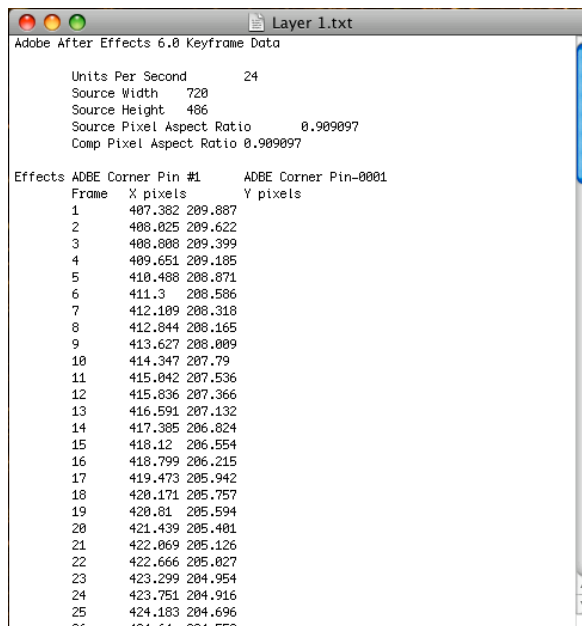 Layer 1.txt
Adobe After Effects 6.0 Keyframe Data
Units Per Second 24
Source Width 720
Source Height 486
Source Pixel Aspect Ratio 0.909097
Comp Pixel Aspect Ratio 0.909097
Effects ADBE Corner Pin #1 ADBE Corner Pin-0001
Frame X pixels Y pixels
1 407.382 209.887
2 408.025 209.622
3 408.808 209.399
4 409.651 209.185
5 410.488 208.871
6 411.3 208.586
7 412.109 208.318
8 412.844 208.165
9 413.627 208.009
10 414.347 207.79
11 415.042 207.536
12 415.836 207.366
13 416.591 207.132
14 417.385 206.824
15 418.12 206.554
16 418.799 206.215
17 419.473 205.942
18 420.171 205.757
19 420.81 205.594
20 421.439 205.401
21 422.069 205.126
22 422.666 205.027
23 423.299 204.954
24 423.751 204.916
25 424.183 204.696